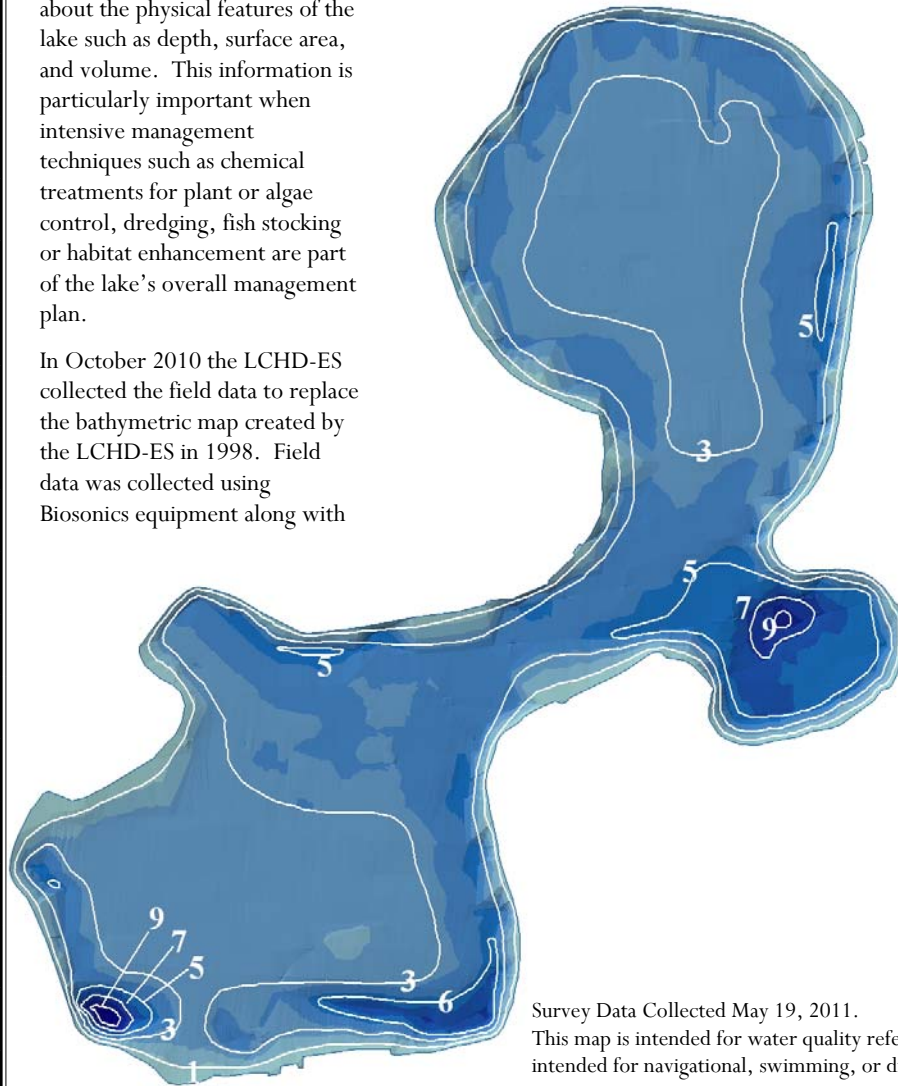 about the physical features of the
lake such as depth, surface area,
and volume. This information is
particularly important when
intensive management
techniques such as chemical
treatments for plant or algae
control, dredging, fish stocking
or habitat enhancement are part
of the lake's overall management
plan.
In October 2010 the LCHD-ES
collected the field data to replace
the bathymetric map created by
the LCHD-ES in 1998. Field
data was collected using
Biosonics equipment along with
5
3
5
7
9
5
9
7
5
3
3
6
1
Survey Data Collected May 19, 2011.
This map is intended for water quality
intended for navigational, swimming, or